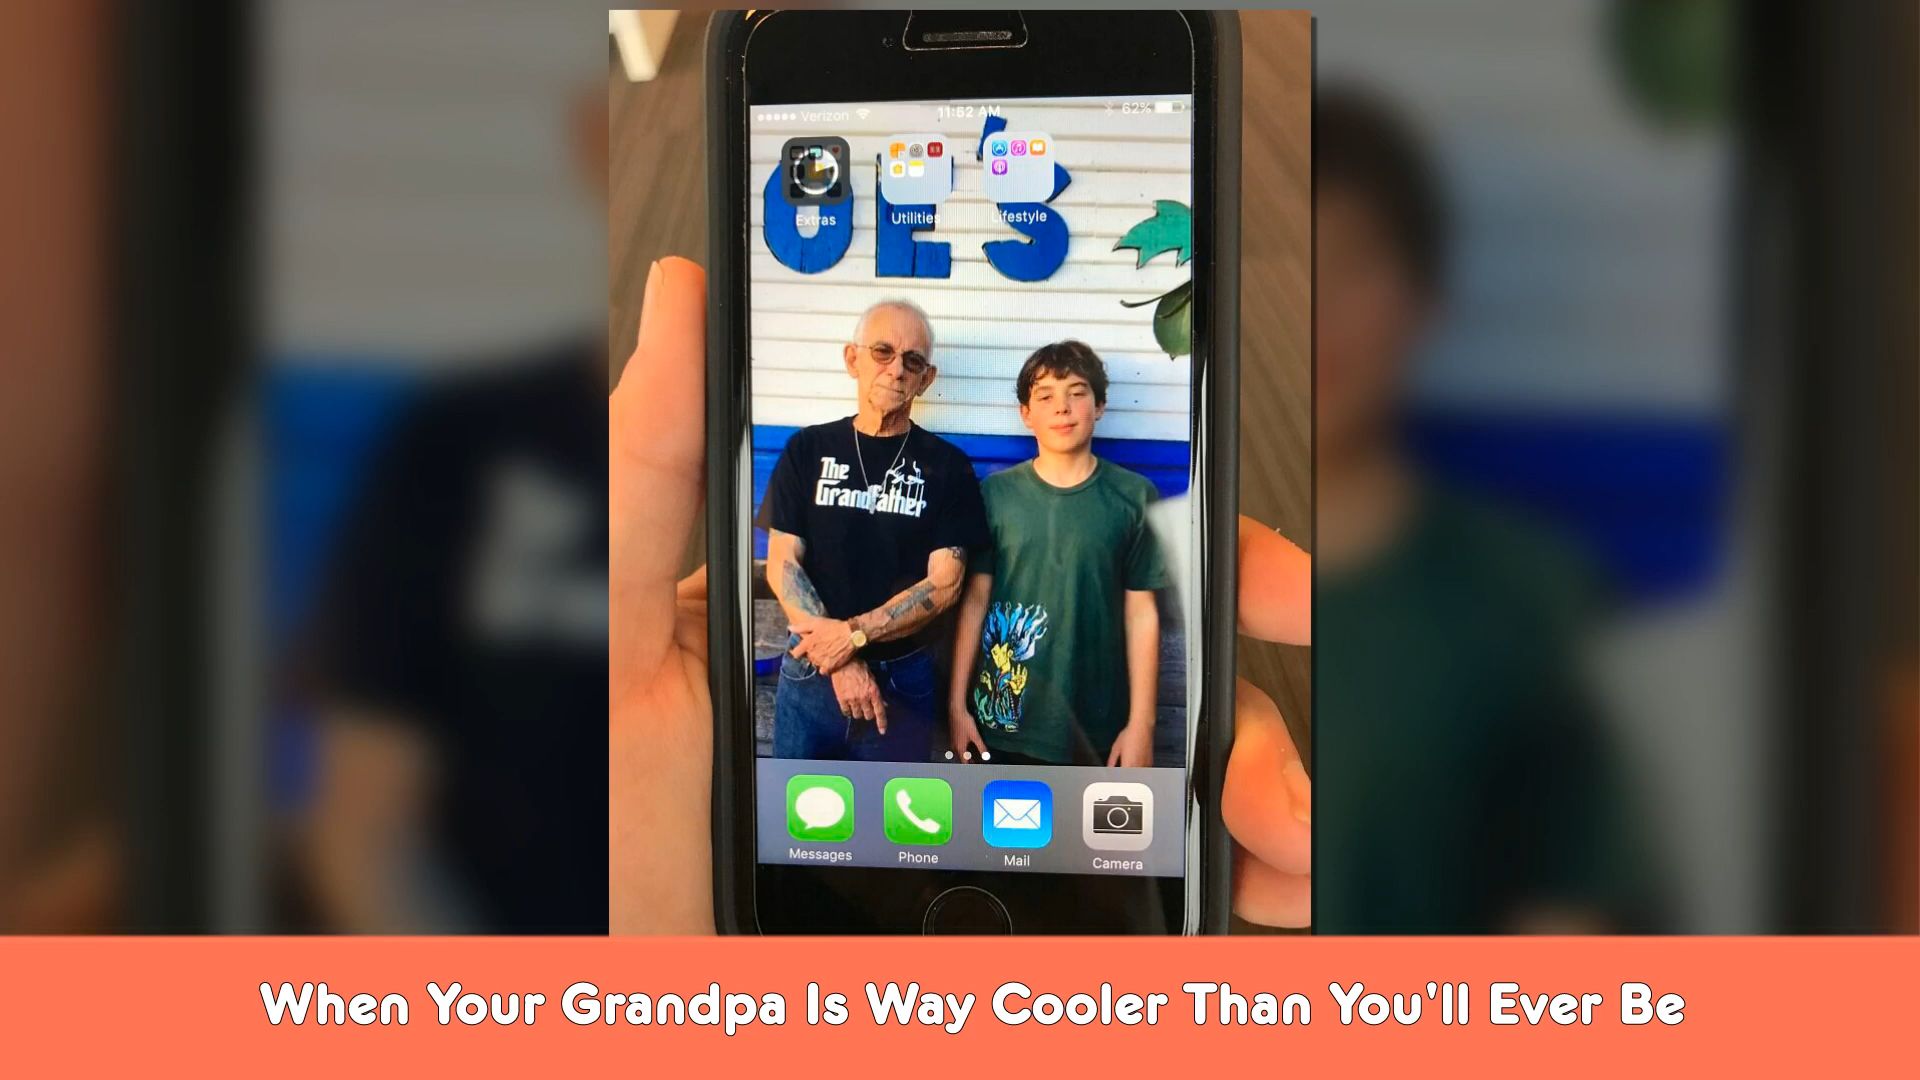 Verizon 11:52 AM 62%
Extras Utilities Lifestyle
OE'S
The
Grandfather
Messages Phone Mail Camera
When Your Grandpa Is Way Cooler Than You'll Ever Be